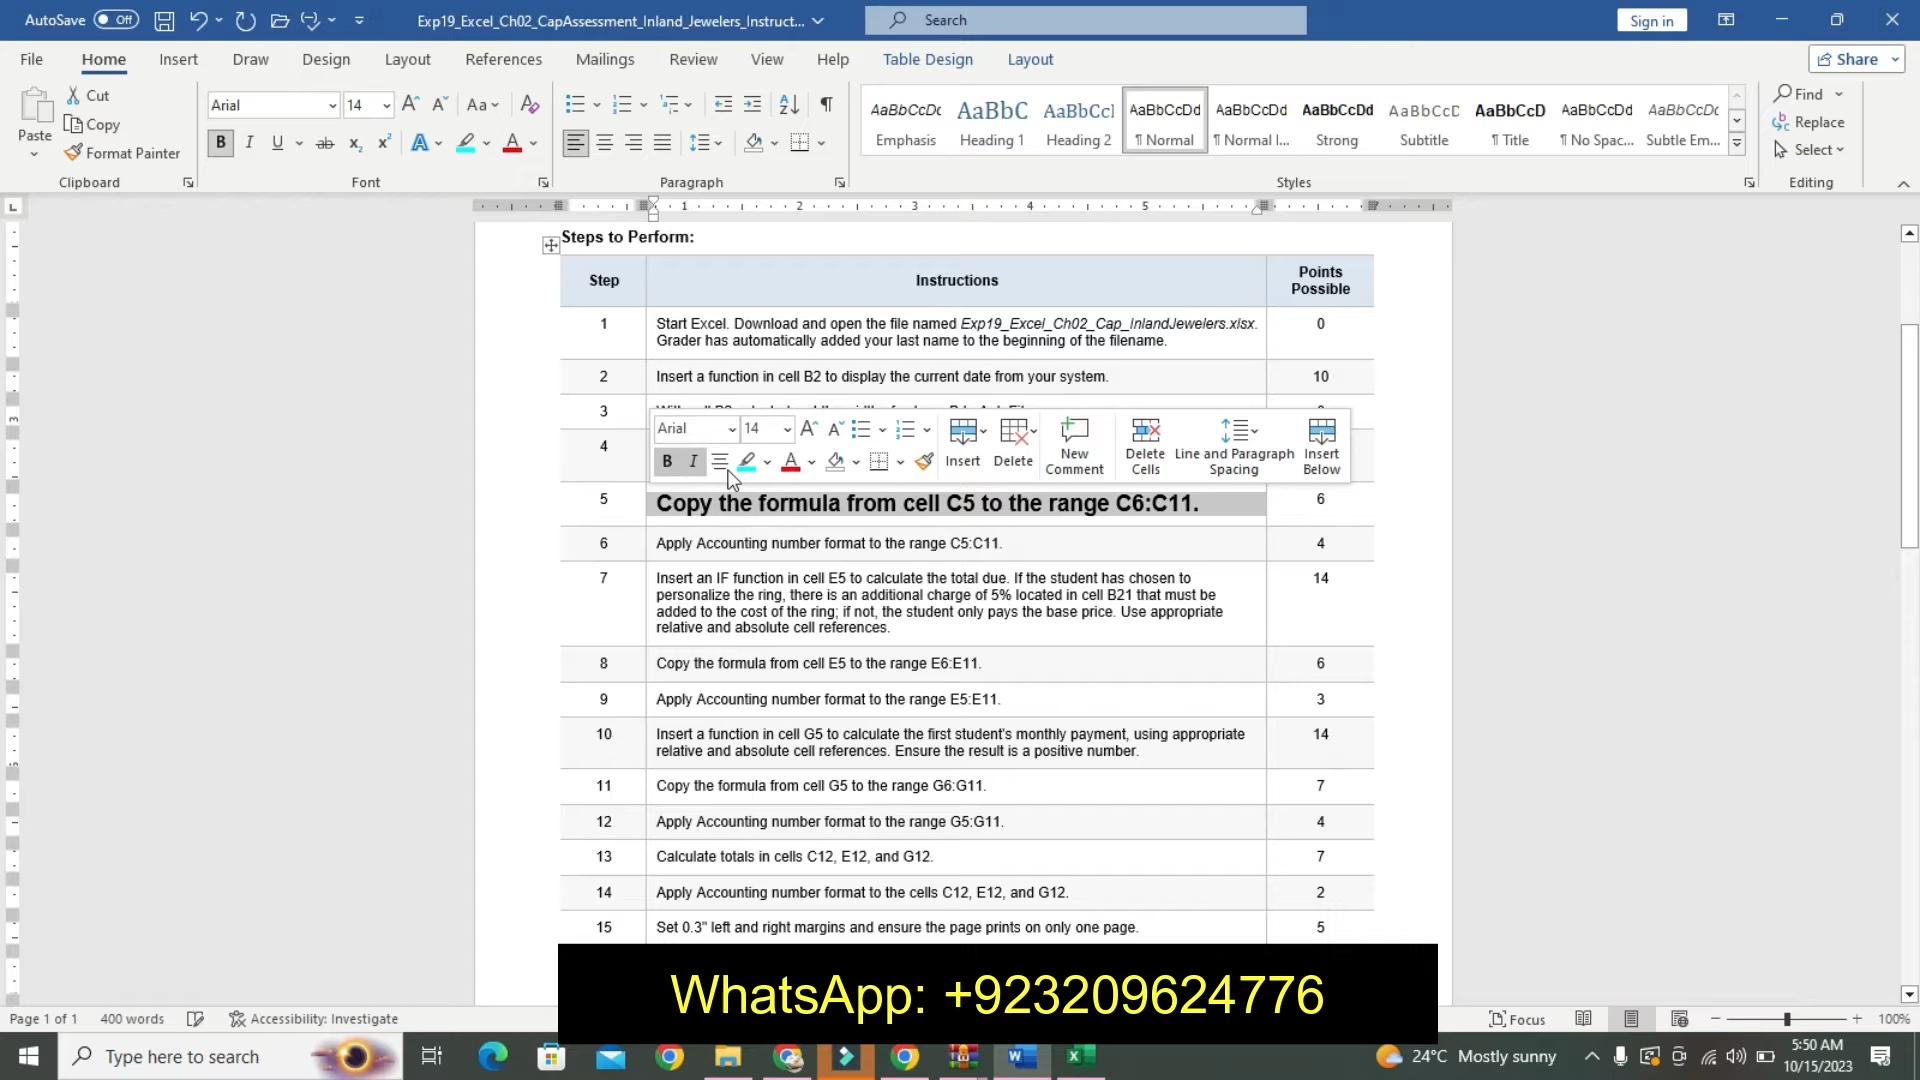 AutoSave Off Exp19_Excel_Ch02_CapAssessment_Inland_Jewelers_Instruct... Search Sign in
File Home Insert Draw Design Layout References Mailings Review View Help Table Design Layout Share
Paste Cut Copy Format Painter
Arial 14 Aa
B I U ab x₂ x² A A
AaBbCcDc AaBbC AaBbCcI AaBbCcDd AaBbCcDd AaBbCcDd AaBbCcD AaBbCcD AaBbCcDd AaBbCcDc
Emphasis Heading 1 Heading 2 ¶ Normal ¶ Normal I... Strong Subtitle ¶ Title ¶ No Spac... Subtle Em...
Find Replace Select
Clipboard Font Paragraph Styles Editing
1 2 3 4 5
Steps to Perform:
Step Instructions Points
Possible
1 Start Excel. Download and open the file named Exp19_Excel_Ch02_Cap_InlandJewelers.xlsx. 0
Grader has automatically added your last name to the beginning of the filename.
2 Insert a function in cell B2 to display the current date from your system. 10
3
4
Arial 14
B I A Insert Delete New Comment Delete Cells Line and Paragraph Spacing Insert Below
5 Copy the formula from cell C5 to the range C6:C11. 6
6 Apply Accounting number format to the range C5:C11. 4
7 Insert an IF function in cell E5 to calculate the total due. If the student has chosen to 14
personalize the ring, there is an additional charge of 5% located in cell B21 that must be
added to the cost of the ring; if not, the student only pays the base price. Use appropriate
relative and absolute cell references.
8 Copy the formula from cell E5 to the range E6:E11. 6
9 Apply Accounting number format to the range E5:E11. 3
10 Insert a function in cell G5 to calculate the first student's monthly payment, using appropriate 14
relative and absolute cell references. Ensure the result is a positive number.
11 Copy the formula from cell G5 to the range G6:G11. 7
12 Apply Accounting number format to the range G5:G11. 4
13 Calculate totals in cells C12, E12, and G12. 7
14 Apply Accounting number format to the cells C12, E12, and G12. 2
15 Set 0.3" left and right margins and ensure the page prints on only one page. 5
WhatsApp: +923209624776
Page 1 of 1 400 words Accessibility: Investigate Focus 100%
Type here to search 24°C Mostly sunny 5:50 AM
10/15/2023